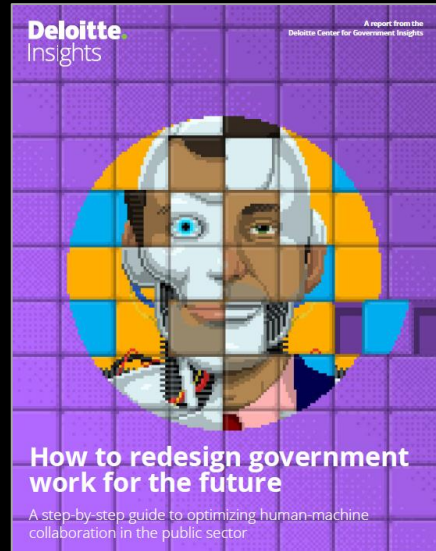 Deloitte.
Insights
A report from the
Deloitte Center for Government Insights
How to redesign government
work for the future
A step-by-step guide to optimizing human-machine
collaboration in the public sector